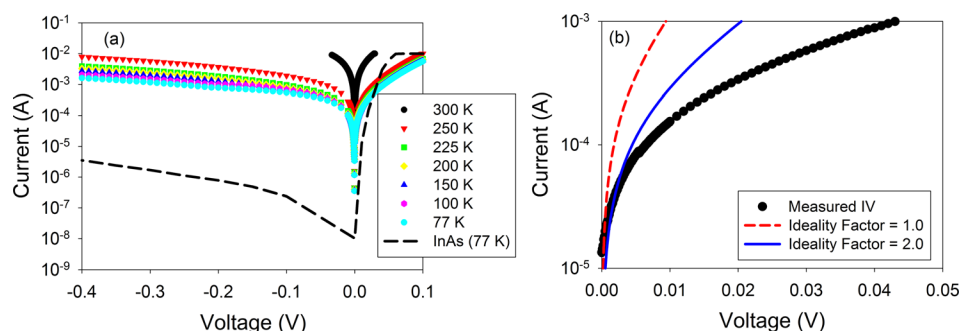 (a)
10-1
10-2
10-3
10-4
10-5
10-6
10-7
10-8
10-9
Current (A)
-0.4
-0.3
-0.2
-0.1
0.0
0.1
Voltage (V)
300 K
250 K
225 K
200 K
150 K
100 K
77 K
InAs (77 K)
(b)
10-3
10-4
10-5
Current (A)
0.00
0.01
0.02
0.03
0.04
0.05
Voltage (V)
Measured IV
Ideality Factor = 1.0
Ideality Factor = 2.0